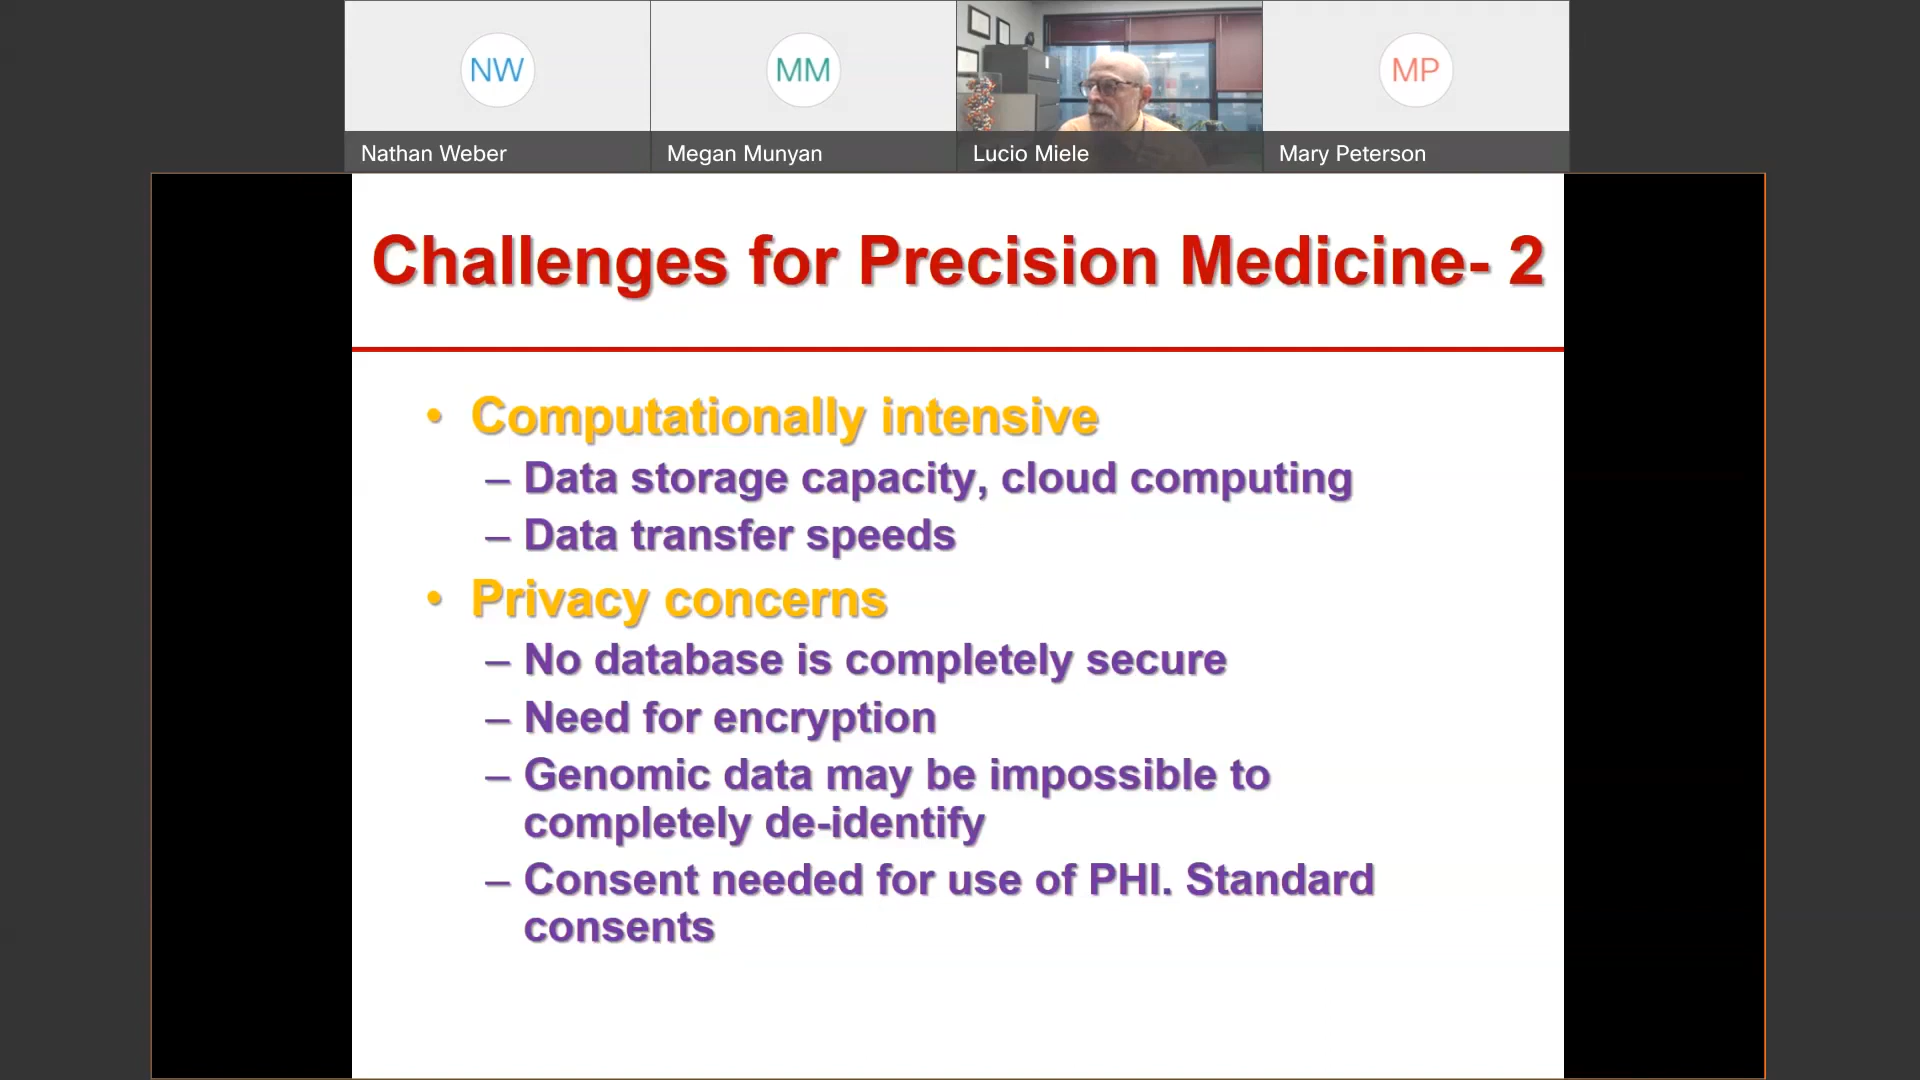 NW
MM
MP
Nathan Weber
Megan Munyan
Lucio Miele
Mary Peterson
Challenges for Precision Medicine- 2
• Computationally intensive
– Data storage capacity, cloud computing
– Data transfer speeds
• Privacy concerns
– No database is completely secure
– Need for encryption
– Genomic data may be impossible to
completely de-identify
– Consent needed for use of PHI. Standard
consents